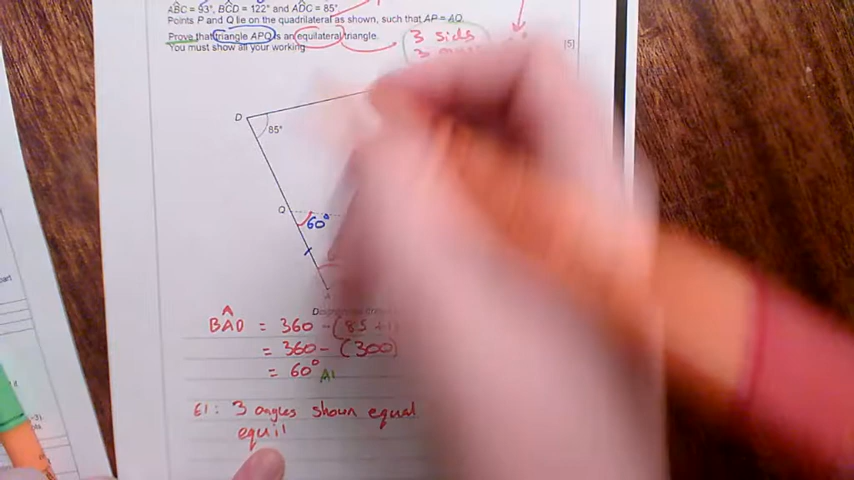 ABC = 93°, BCD = 122° and ADC = 85°
Points P and Q lie on the quadrilateral as shown, such that AP = AQ.
Prove that triangle APQ is an equilateral triangle.
You must show all your working
[5]
3 sides
3
D
85°
Q
60°
BAD = 360 - (85 +
= 360 - (300)
= 60° A1
E1: 3 angles shown equal
equil